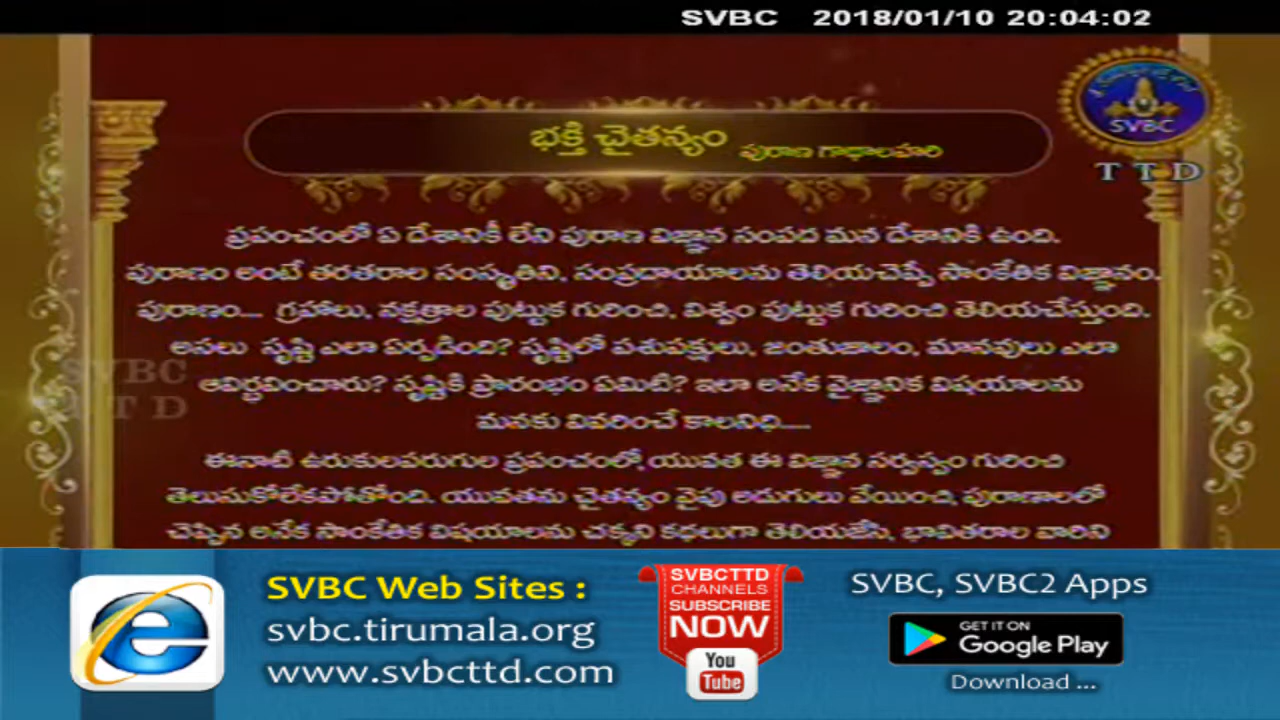 SVBC 2018/01/10 20:04:02
SVBC
T T D
భక్తి చైతన్యం పురాణ గాథాలహరి
ప్రపంచంలో ఏ దేశానికీ లేని పురాణ విజ్ఞాన సంపద మన దేశానికి ఉంది.
పురాణం అంటే తరతరాల సంస్కృతిని, సంప్రదాయాలను తెలియచెప్పే సాంకేతిక విజ్ఞానం.
పురాణం... గ్రహాలు, నక్షత్రాల పుట్టుక గురించి, విశ్వం పుట్టుక గురించి తెలియచేస్తుంది.
అసలు సృష్టి ఎలా ఏర్పడింది? సృష్టిలో పశుపక్షులు, జంతుజాలం, మానవులు ఎలా
SVBC
ఆవిర్భవించారు? సృష్టికి ప్రారంభం ఏమిటి? ఇలా అనేక వైజ్ఞానిక విషయాలను
T T D
మనకు వివరించే కాలనిధి....
ఈనాటి ఉరుకులపరుగుల ప్రపంచంలో, యువత ఈ విజ్ఞాన సర్వస్వం గురించి
తెలుసుకోలేకపోతోంది. యువతను చైతన్యం వైపు అడుగులు వేయించి, పురాణాలలో
చెప్పిన అనేక సాంకేతిక విషయాలను చక్కని కథలుగా తెలియజేసి, భావితరాల వారిని
SVBC Web Sites :
svbc.tirumala.org
www.svbcttd.com
SVBCTTD
CHANNELS
SUBSCRIBE
NOW
You
Tube
SVBC, SVBC2 Apps
GET IT ON
Google Play
Download ...